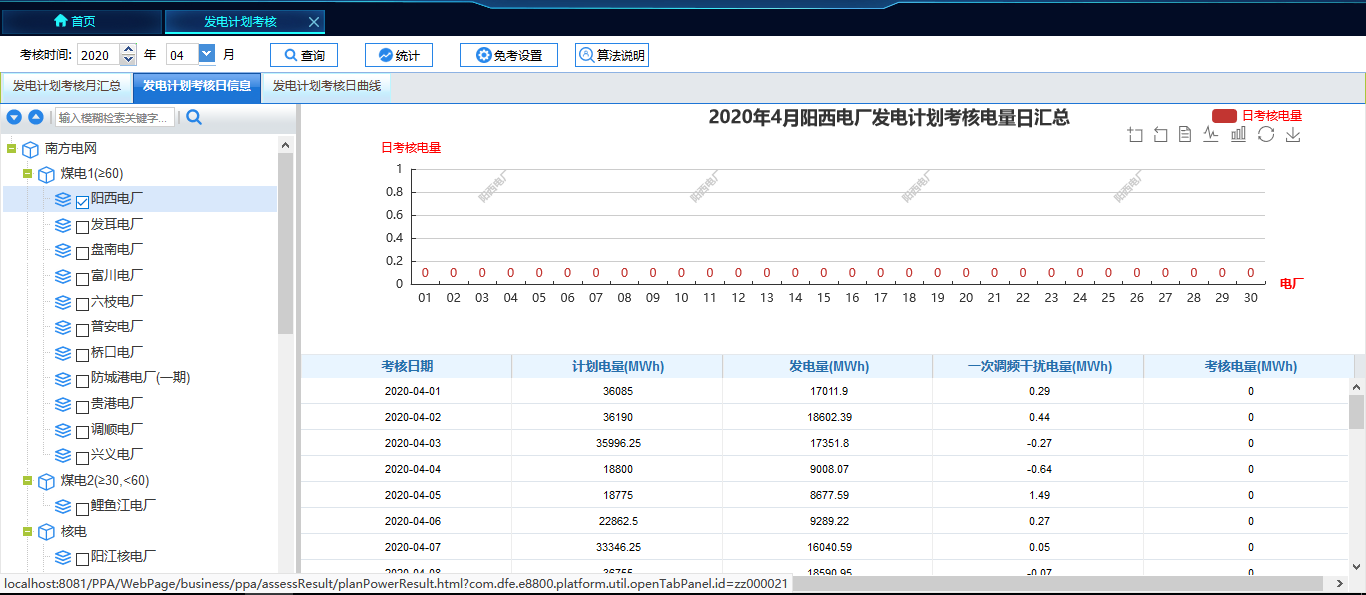 首页
发电计划考核
考核时间: 2020 年 04 月 查询 统计 免考设置 算法说明
发电计划考核月汇总 发电计划考核日信息 发电计划考核日曲线
输入模糊检索关键字...
南方电网
煤电1(≥60)
阳西电厂
发耳电厂
盘南电厂
富川电厂
六枝电厂
普安电厂
桥口电厂
防城港电厂(一期)
贵港电厂
调顺电厂
兴义电厂
煤电2(≥30,<60)
鲤鱼江电厂
核电
阳江核电厂
2020年4月阳西电厂发电计划考核电量日汇总
日考核电量
日考核电量
1
0.8
0.6
0.4
0.2
0
阳西电厂 阳西电厂 阳西电厂 阳西电厂
0 0 0 0 0 0 0 0 0 0 0 0 0 0 0 0 0 0 0 0 0 0 0 0 0 0 0 0 0 0
01 02 03 04 05 06 07 08 09 10 11 12 13 14 15 16 17 18 19 20 21 22 23 24 25 26 27 28 29 30
电厂
考核日期 计划电量(MWh) 发电量(MWh) 一次调频干扰电量(MWh) 考核电量(MWh)
2020-04-01 36085 17011.9 0.29 0
2020-04-02 36190 18602.39 0.44 0
2020-04-03 35996.25 17351.8 -0.27 0
2020-04-04 18800 9008.07 -0.64 0
2020-04-05 18775 8677.59 1.49 0
2020-04-06 22862.5 9289.22 0.27 0
2020-04-07 33346.25 16040.59 0.05 0
2020-04-08 36755 18590.95 -0.07 0
localhost:8081/PPA/WebPage/business/ppa/assessResult/planPowerResult.html?com.dfe.e8800.platform.util.openTabPanel.id=zz000021